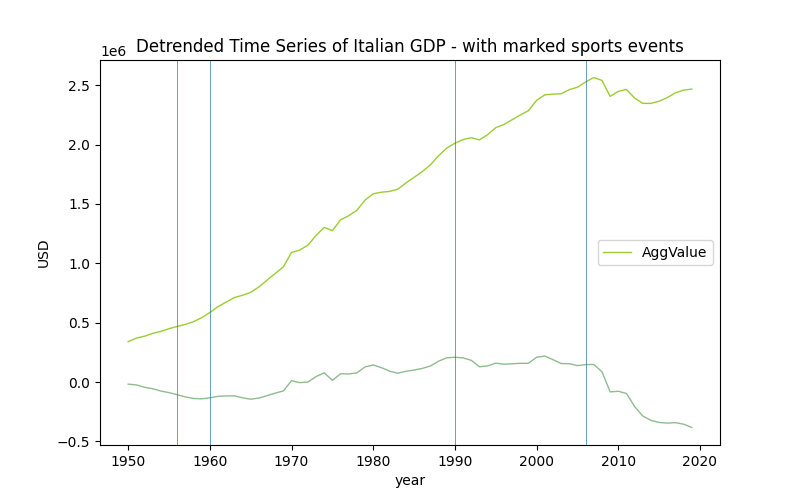 Detrended Time Series of Italian GDP - with marked sports events
1e6
2.5
2.0
1.5
1.0
0.5
0.0
−0.5
USD
AggValue
1950 1960 1970 1980 1990 2000 2010 2020
year